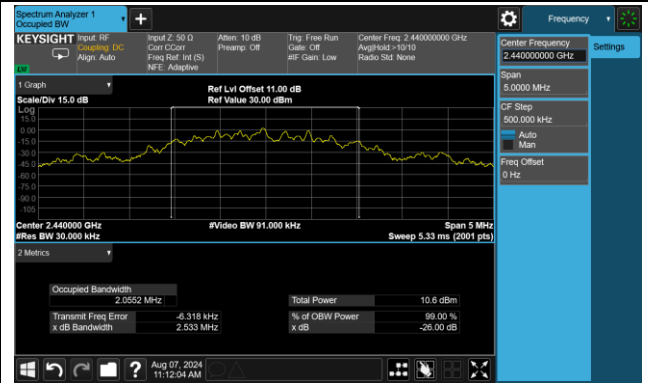 Spectrum Analyzer 1
Occupied BW
Frequency
KEYSIGHT
Input: RF
Coupling: DC
Align: Auto
Input Z: 50 Ω
Corr CCorr
Freq Ref: Int (S)
NFE: Adaptive
Atten: 10 dB
Preamp: Off
Trig: Free Run
Gate: Off
#IF Gain: Low
Center Freq: 2.440000000 GHz
Avg|Hold:>10/10
Radio Std: None
1 Graph
Scale/Div 15.0 dB
Ref Lvl Offset 11.00 dB
Ref Value 30.00 dBm
Log
15.0
0.00
-15.0
-30.0
-45.0
-60.0
-75.0
-90.0
-105
Center 2.440000 GHz
#Res BW 30.000 kHz
#Video BW 91.000 kHz
Span 5 MHz
Sweep 5.33 ms (2001 pts)
2 Metrics
Occupied Bandwidth
2.0552 MHz
Transmit Freq Error -6.318 kHz
x dB Bandwidth 2.533 MHz
Total Power 10.6 dBm
% of OBW Power 99.00 %
x dB -26.00 dB
Aug 07, 2024
11:12:04 AM
Center Frequency
2.440000000 GHz
Span
5.0000 MHz
CF Step
500.000 kHz
Auto
Man
Freq Offset
0 Hz
Settings